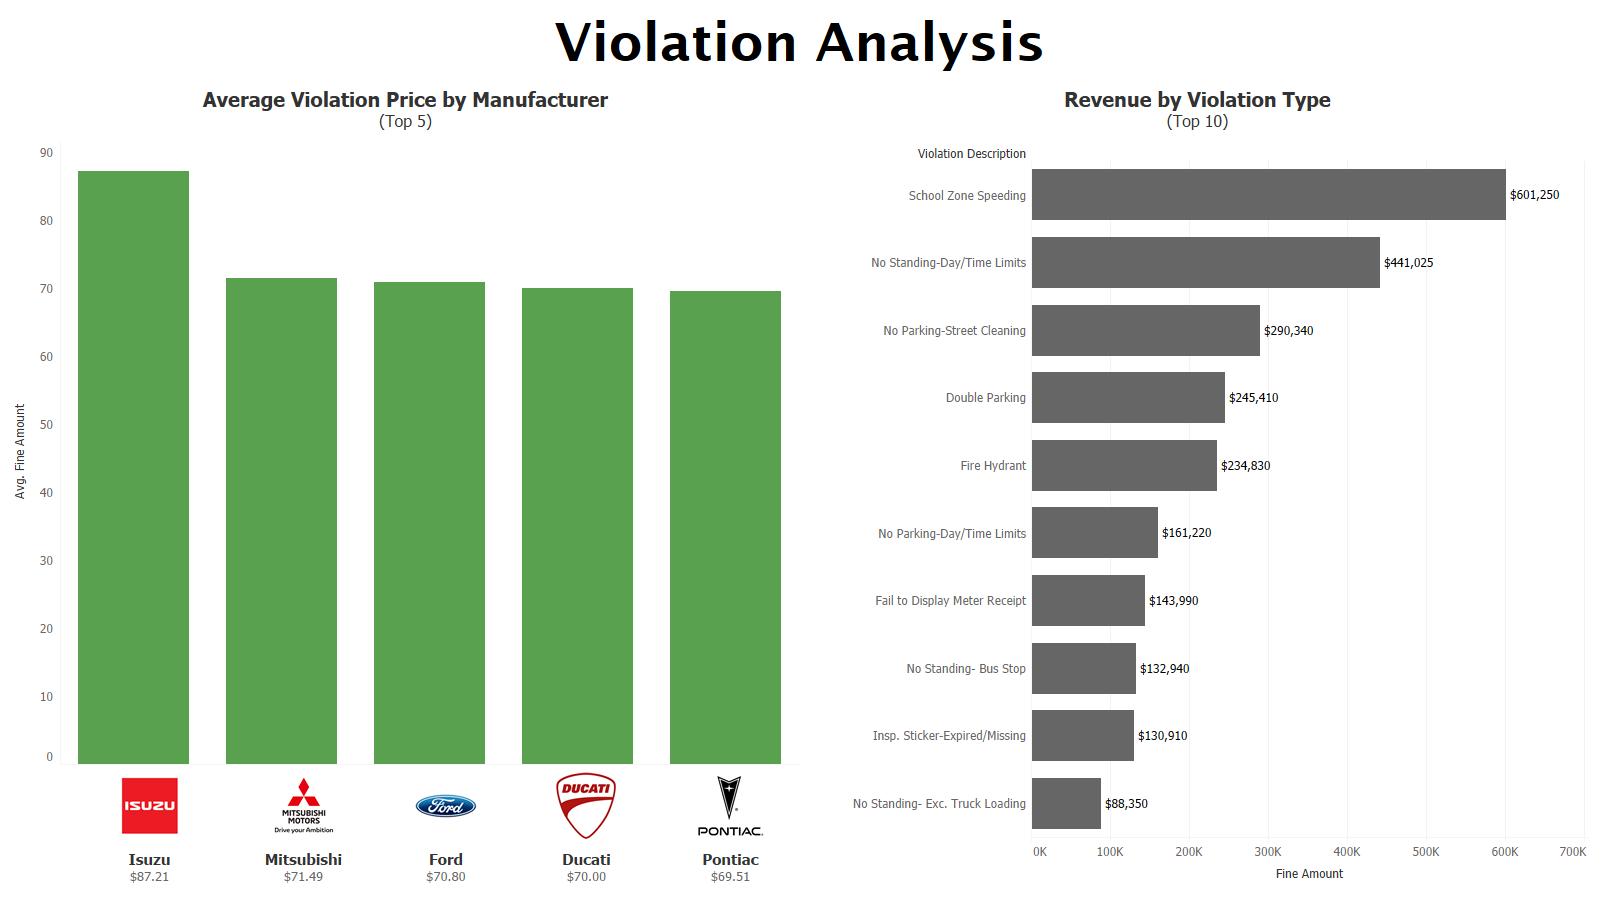 Violation Analysis
Average Violation Price by Manufacturer
(Top 5)
90
80
70
60
50
40
30
20
10
0
Avg. Fine Amount
ISUZU
MITSUBISHI
MOTORS
Drive your Ambition
Ford
DUCATI
PONTIAC.
Isuzu
$87.21
Mitsubishi
$71.49
Ford
$70.80
Ducati
$70.00
Pontiac
$69.51
Revenue by Violation Type
(Top 10)
Violation Description
School Zone Speeding $601,250
No Standing-Day/Time Limits $441,025
No Parking-Street Cleaning $290,340
Double Parking $245,410
Fire Hydrant $234,830
No Parking-Day/Time Limits $161,220
Fail to Display Meter Receipt $143,990
No Standing- Bus Stop $132,940
Insp. Sticker-Expired/Missing $130,910
No Standing- Exc. Truck Loading $88,350
0K 100K 200K 300K 400K 500K 600K 700K
Fine Amount